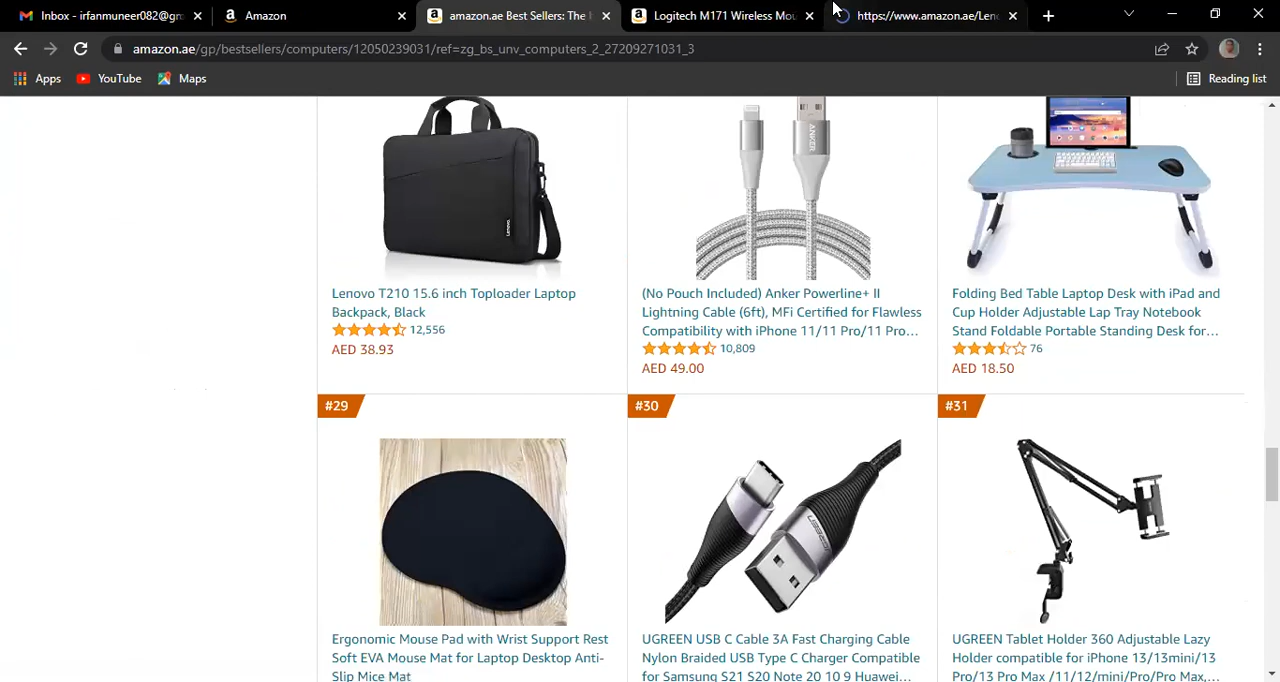 Inbox - irfanmuneer082@gm
Amazon
amazon.ae Best Sellers: The
Logitech M171 Wireless Mou
https://www.amazon.ae/Len
amazon.ae/gp/bestsellers/computers/12050239031/ref=zg_bs_unv_computers_2_27209271031_3
Apps
YouTube
Maps
Reading list
Lenovo
ANKER
Lenovo T210 15.6 inch Toploader Laptop
Backpack, Black
12,556
AED 38.93
(No Pouch Included) Anker Powerline+ II
Lightning Cable (6ft), MFi Certified for Flawless
Compatibility with iPhone 11/11 Pro/11 Pro...
10,809
AED 49.00
Folding Bed Table Laptop Desk with iPad and
Cup Holder Adjustable Lap Tray Notebook
Stand Foldable Portable Standing Desk for...
76
AED 18.50
#29
#30
#31
UGREEN
Ergonomic Mouse Pad with Wrist Support Rest
Soft EVA Mouse Mat for Laptop Desktop Anti-
Slip Mice Mat
UGREEN USB C Cable 3A Fast Charging Cable
Nylon Braided USB Type C Charger Compatible
for Samsung S21 S20 Note 20 10 9 Huawei...
UGREEN Tablet Holder 360 Adjustable Lazy
Holder compatible for iPhone 13/13mini/13
Pro/13 Pro Max /11/12/mini/Pro/Pro Max,...